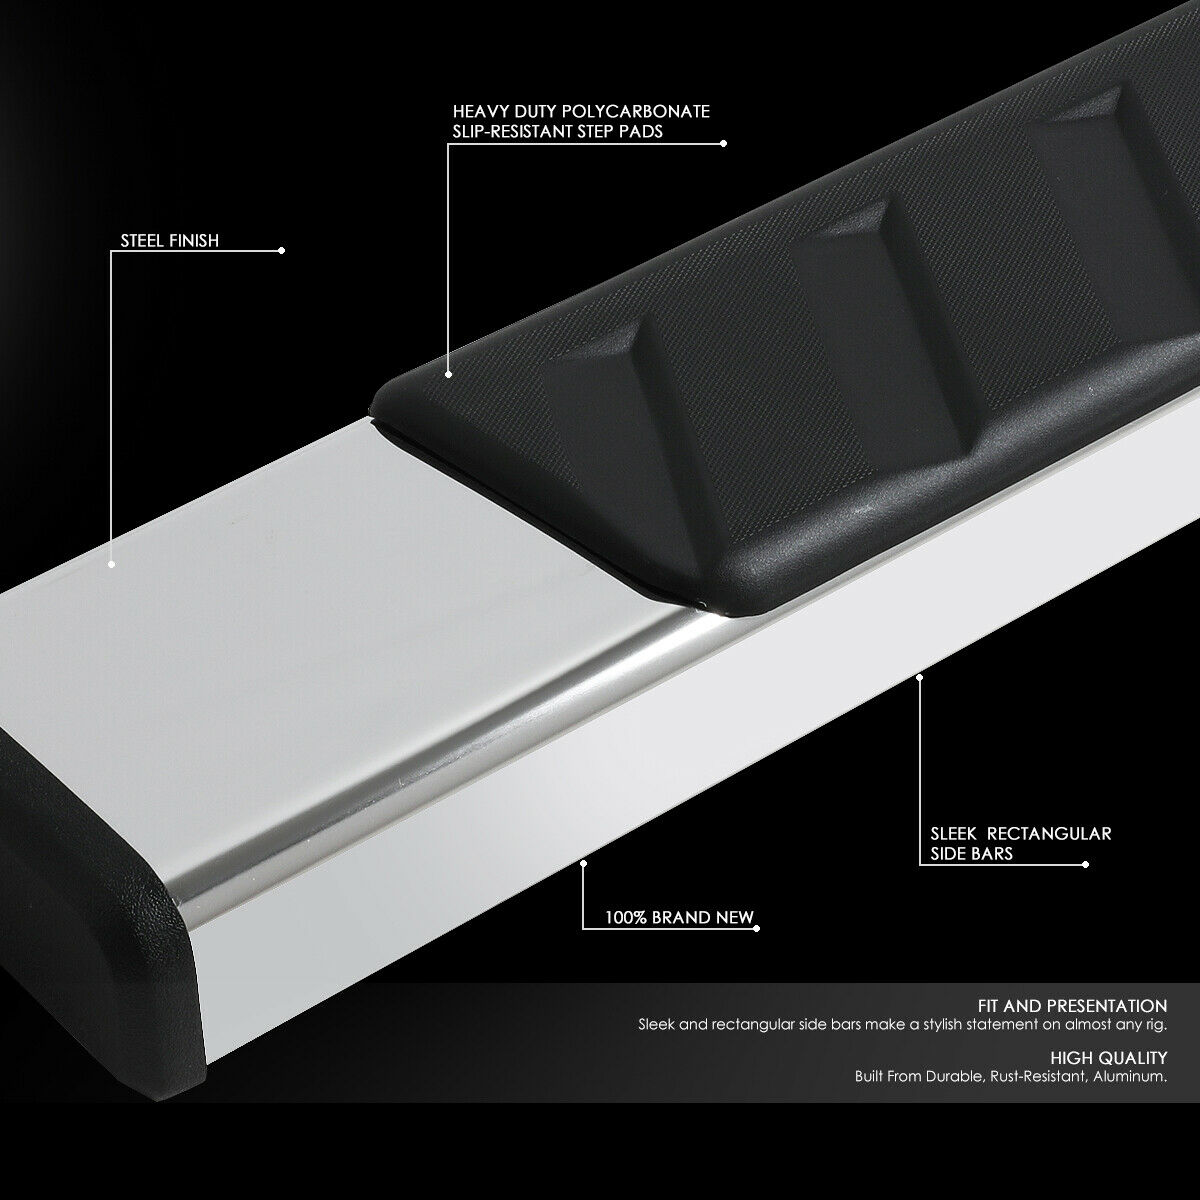 HEAVY DUTY POLYCARBONATE
SLIP-RESISTANT STEP PADS
STEEL FINISH
SLEEK RECTANGULAR
SIDE BARS
100% BRAND NEW
FIT AND PRESENTATION
Sleek and rectangular side bars make a stylish statement on almost any rig.
HIGH QUALITY
Built From Durable, Rust-Resistant, Aluminum.